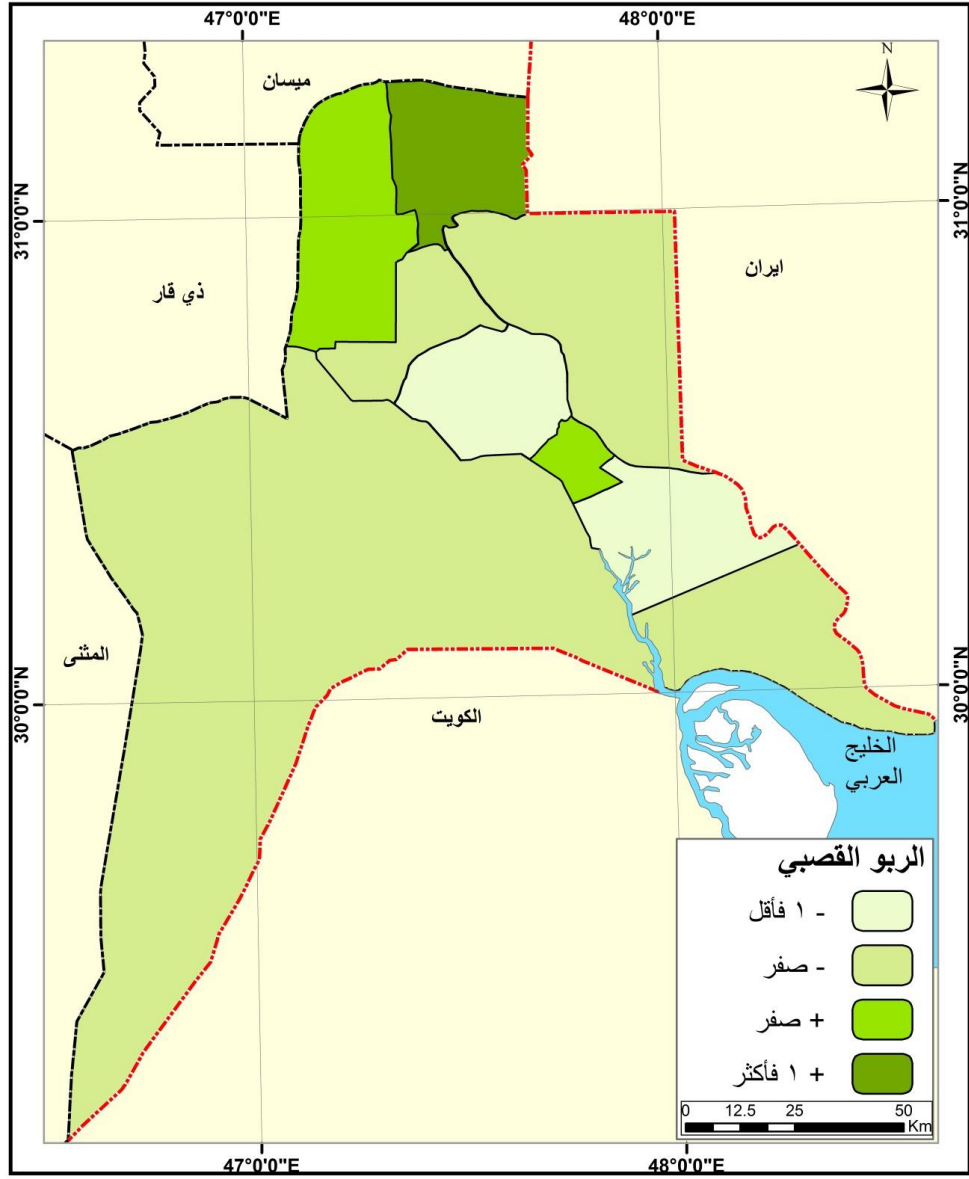 47°0'0"E
48°0'0"E
N
ميسان
31°0'0"N
31°0'0"N
ايران
ذي قار
المثنى
30°0'0"N
30°0'0"N
الكويت
الخليج
العربي
الربو القصبي
- ١ فأقل
- صفر
+ صفر
+ ١ فأكثر
0 12.5 25 50
Km
47°0'0"E
48°0'0"E